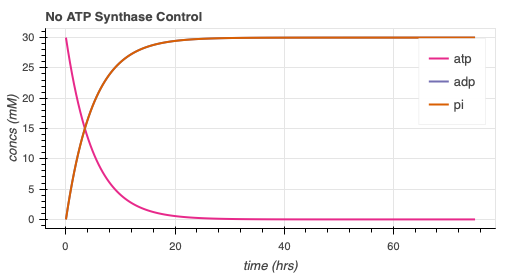 No ATP Synthase Control
30
25
20
15
10
5
0
concs (mM)
atp
adp
pi
0 20 40 60
time (hrs)